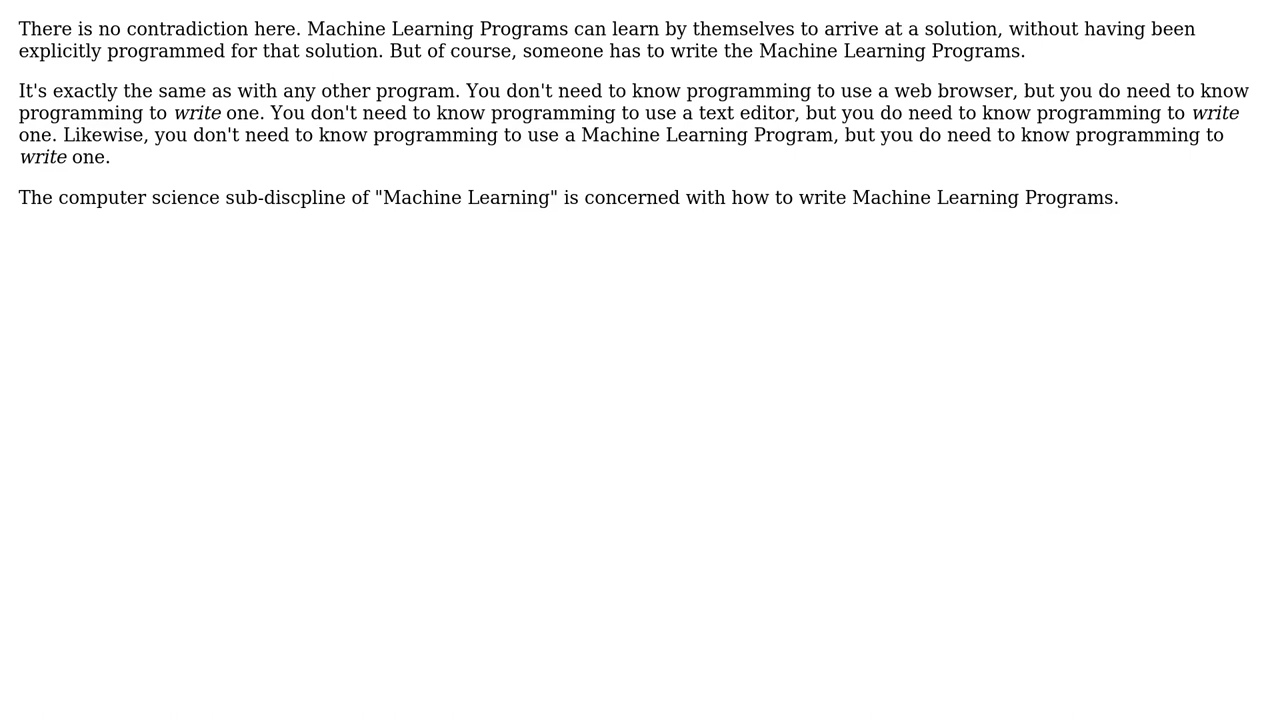 There is no contradiction here. Machine Learning Programs can learn by themselves to arrive at a solution, without having been
explicitly programmed for that solution. But of course, someone has to write the Machine Learning Programs.
It's exactly the same as with any other program. You don't need to know programming to use a web browser, but you do need to know
programming to write one. You don't need to know programming to use a text editor, but you do need to know programming to write
one. Likewise, you don't need to know programming to use a Machine Learning Program, but you do need to know programming to
write one.
The computer science sub-discpline of "Machine Learning" is concerned with how to write Machine Learning Programs.